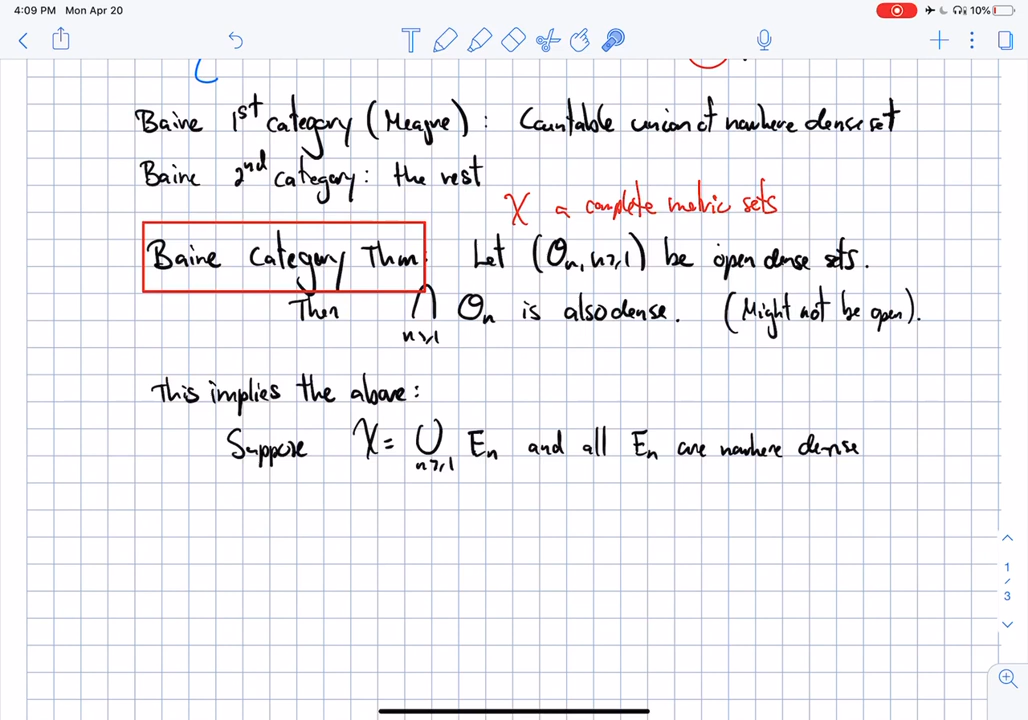 4:09 PM Mon Apr 20
10%
T
Baire 1st category (Meagre) : Countable union of nowhere dense set
Baire 2nd category : the rest
X a complete metric sets
Baire Category Thm Let (Θn, n≥1) be open dense sets.
Then ∩ n≥1 Θn is also dense. (Might not be open).
This implies the above :
Suppose X = ∪ n≥1 En and all En are nowhere dense
1
/
3